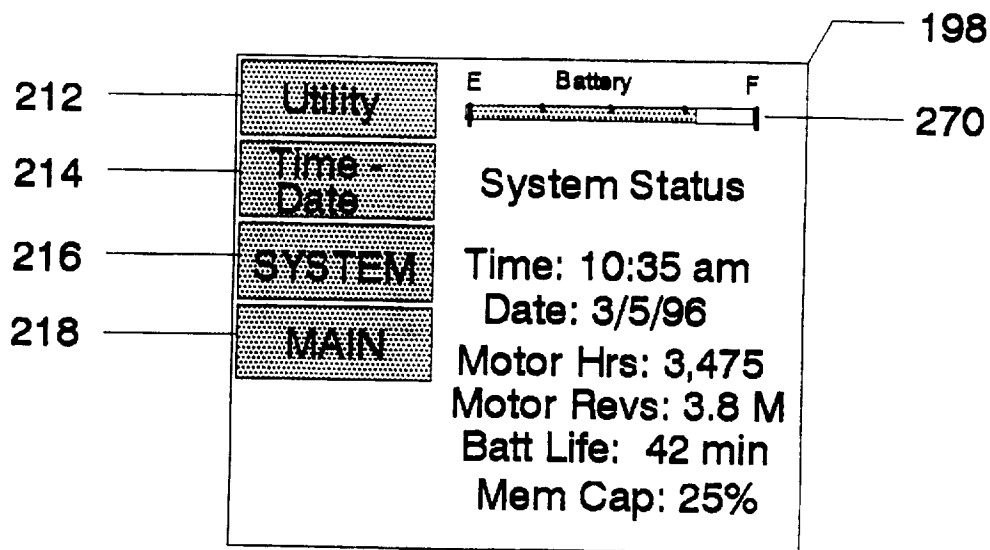 198
212
Utility
E Battery F
270
214
Time -
Date
System Status
216
SYSTEM
Time: 10:35 am
Date: 3/5/96
218
MAIN
Motor Hrs: 3,475
Motor Revs: 3.8 M
Batt Life: 42 min
Mem Cap: 25%